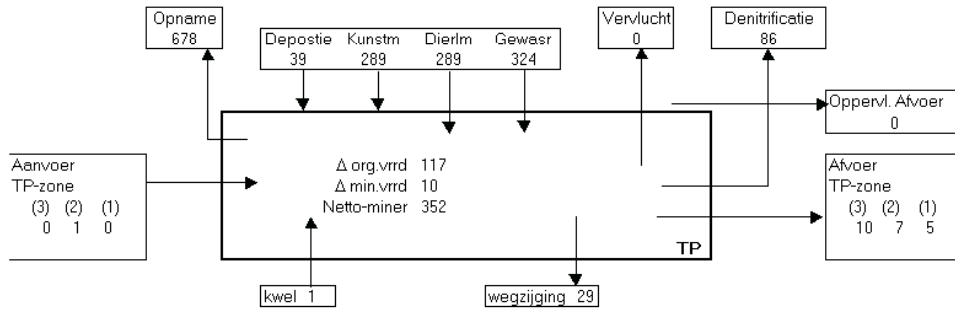 Opname
678
Depostie Kunstm Dierlm Gewasr
39 289 289 324
Vervlucht
0
Denitrificatie
86
Oppervl. Afvoer
0
Aanvoer
TP-zone
(3) (2) (1)
0 1 0
Δ org.vrrd 117
Δ min.vrrd 10
Netto-miner 352
TP
Afvoer
TP-zone
(3) (2) (1)
10 7 5
kwel 1
wegzijging 29